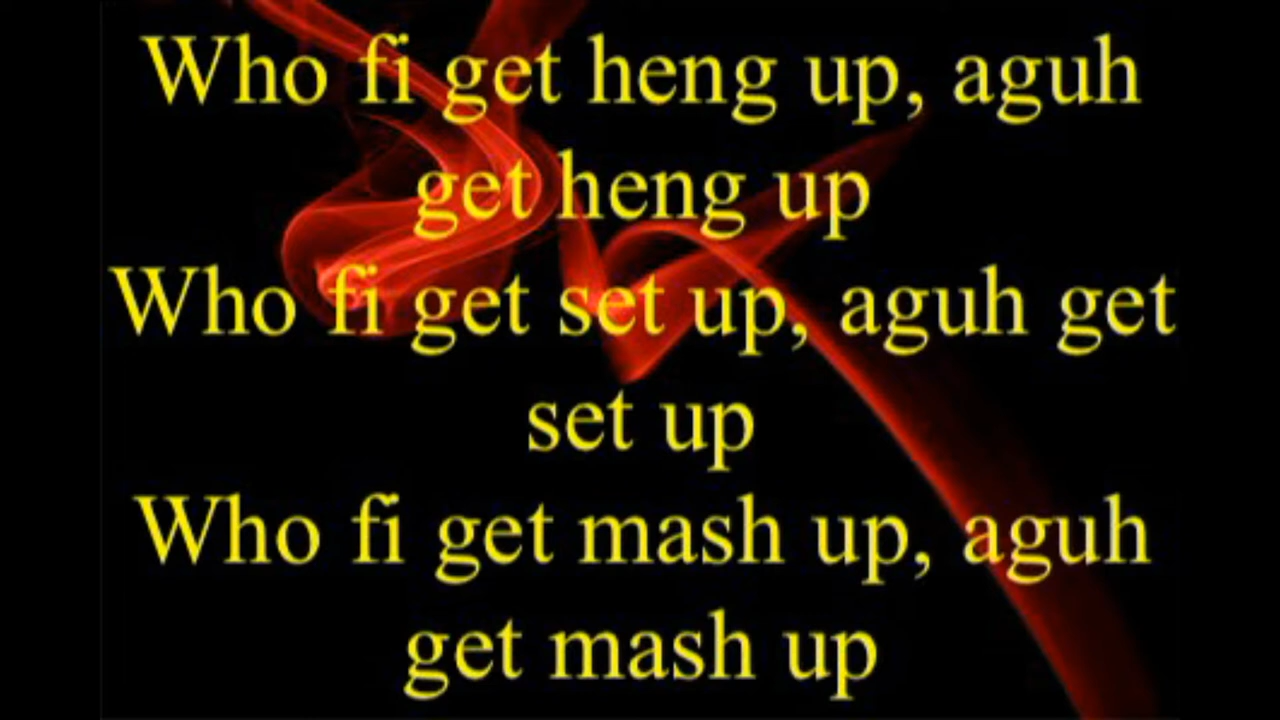 Who fi get heng up, aguh
get heng up
Who fi get set up, aguh get
set up
Who fi get mash up, aguh
get mash up